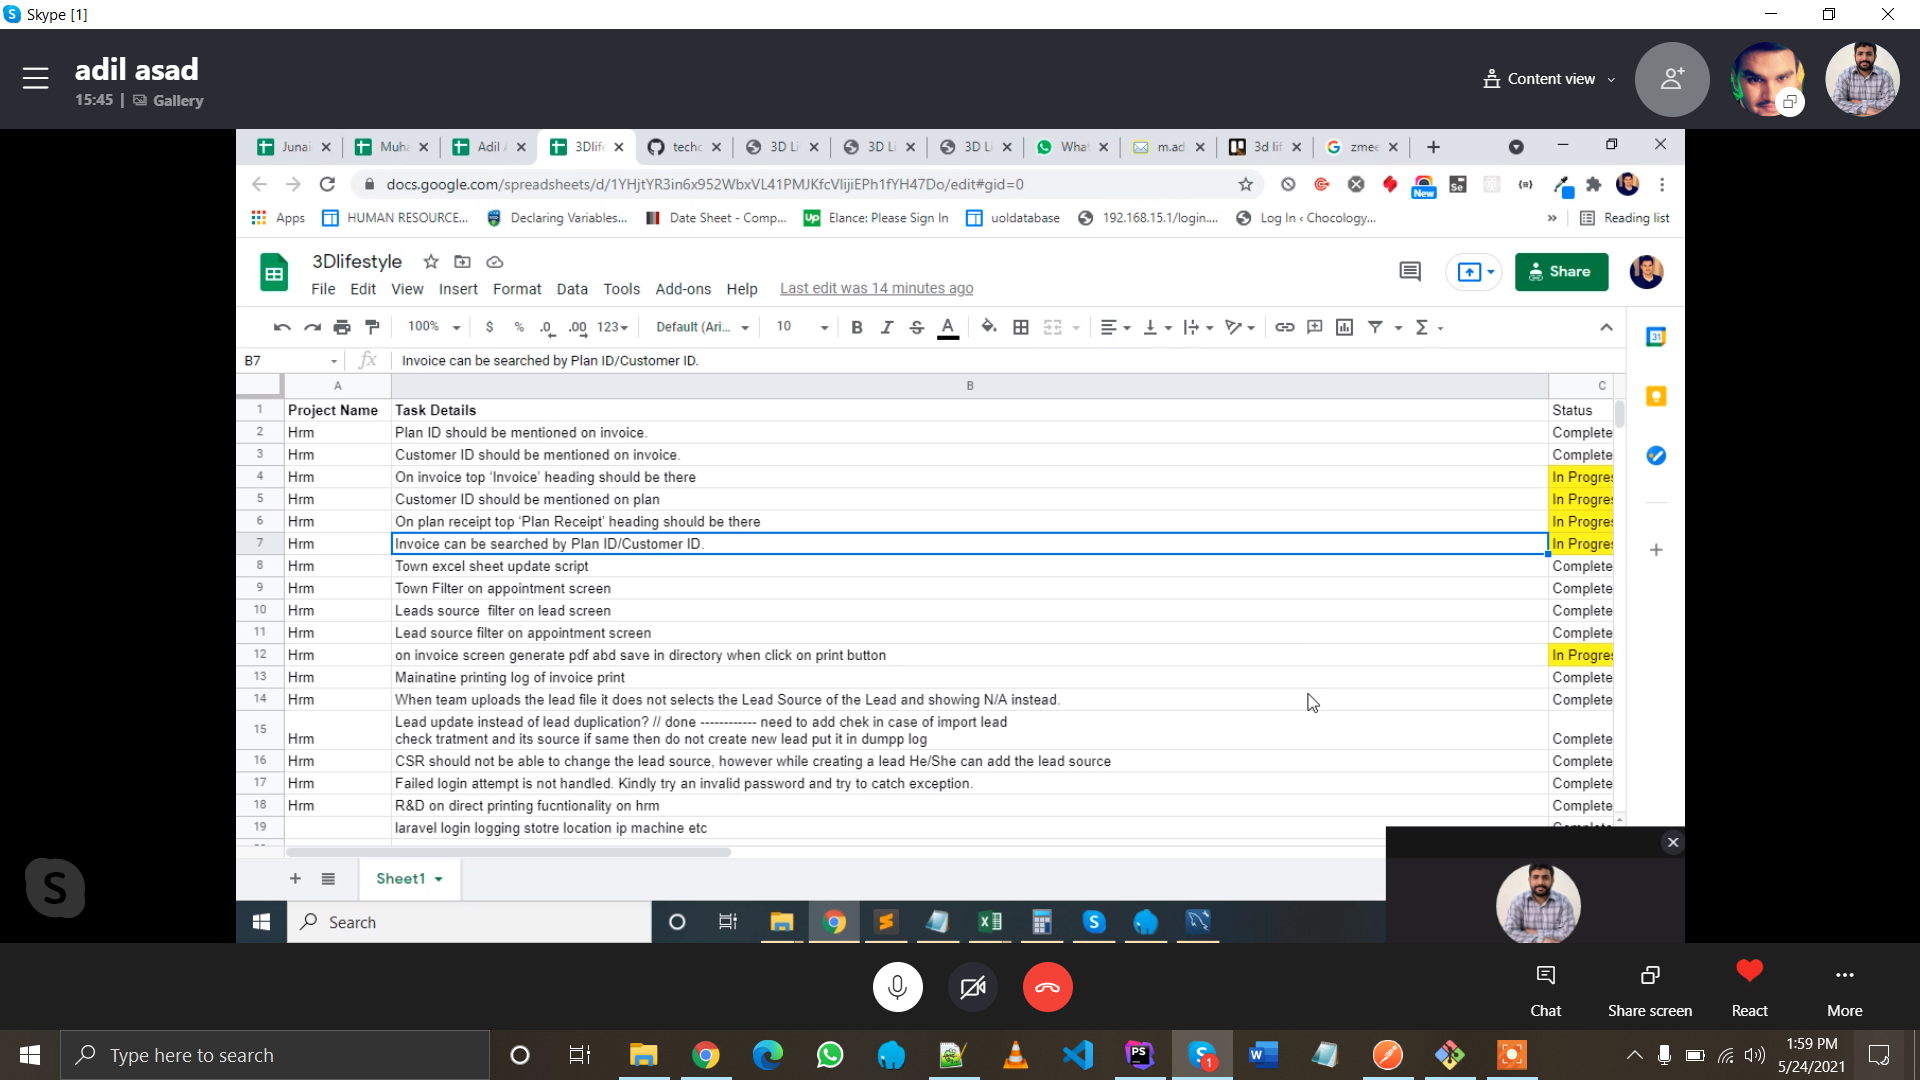 Skype [1]
adil asad
15:45 | Gallery
Content view
Junai
Muha
Adil A
3Dlife
techc
3D Li
3D Li
3D Li
What
m.ad
3d lif
zmee
docs.google.com/spreadsheets/d/1YHjtYR3in6x952WbxVL41PMJKfcVlijiEPh1fYH47Do/edit#gid=0
New
Se
Apps
HUMAN RESOURCE...
Declaring Variables...
Date Sheet - Comp...
Up
Elance: Please Sign In
uoldatabase
192.168.15.1/login....
Log In ‹ Chocology...
»
Reading list
3Dlifestyle
File Edit View Insert Format Data Tools Add-ons Help Last edit was 14 minutes ago
Share
100% $ % .0 .00 123 Default (Ari... 10 B I S A
31
B7 fx Invoice can be searched by Plan ID/Customer ID.
A B C
1 Project Name Task Details Status
2 Hrm Plan ID should be mentioned on invoice. Complete
3 Hrm Customer ID should be mentioned on invoice. Complete
4 Hrm On invoice top ‘Invoice’ heading should be there In Progres
5 Hrm Customer ID should be mentioned on plan In Progres
6 Hrm On plan receipt top ‘Plan Receipt’ heading should be there In Progres
7 Hrm Invoice can be searched by Plan ID/Customer ID. In Progres
8 Hrm Town excel sheet update script Complete
9 Hrm Town Filter on appointment screen Complete
10 Hrm Leads source  filter on lead screen Complete
11 Hrm Lead source filter on appointment screen Complete
12 Hrm on invoice screen generate pdf abd save in directory when click on print button In Progres
13 Hrm Mainatine printing log of invoice print Complete
14 Hrm When team uploads the lead file it does not selects the Lead Source of the Lead and showing N/A instead. Complete
15 Lead update instead of lead duplication? // done ------------ need to add chek in case of import lead
Hrm check tratment and its source if same then do not create new lead put it in dumpp log Complete
16 Hrm CSR should not be able to change the lead source, however while creating a lead He/She can add the lead source Complete
17 Hrm Failed login attempt is not handled. Kindly try an invalid password and try to catch exception. Complete
18 Hrm R&D on direct printing fucntionality on hrm Complete
19 laravel login logging stotre location ip machine etc Complete
Sheet1
Search
Chat
Share screen
React
More
Type here to search
PS
1
1:59 PM
5/24/2021